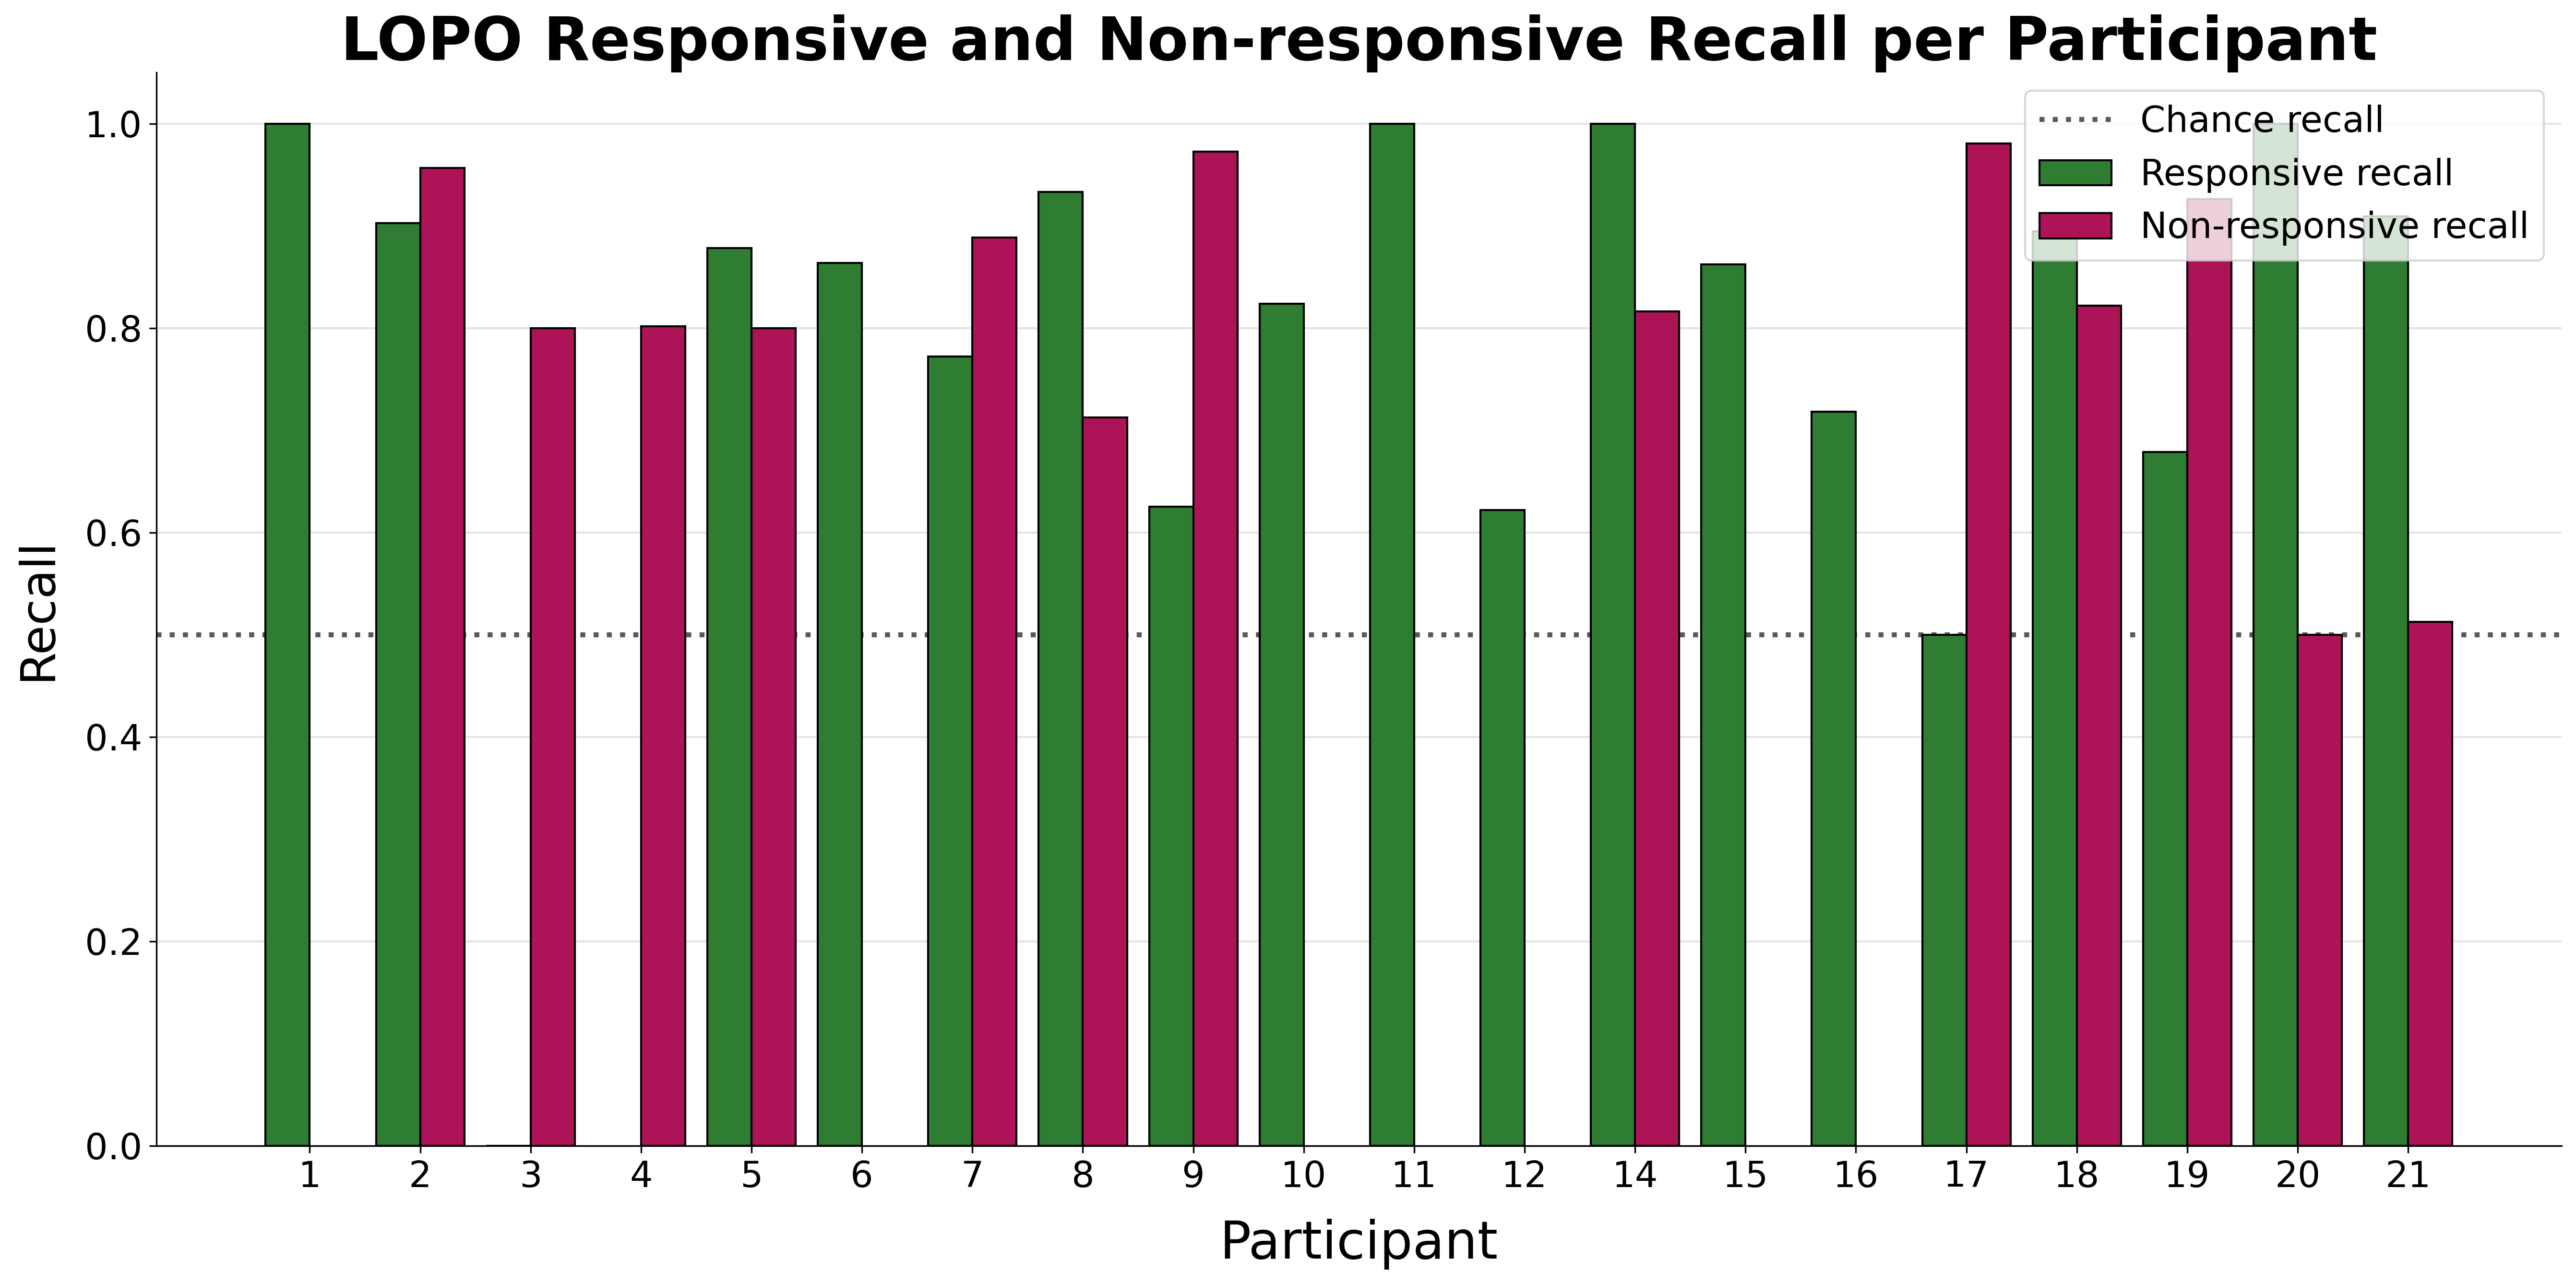 LOPO Responsive and Non-responsive Recall per Participant
Chance recall
Responsive recall
Non-responsive recall
1.0
0.8
0.6
0.4
0.2
0.0
Recall
1 2 3 4 5 6 7 8 9 10 11 12 14 15 16 17 18 19 20 21
Participant